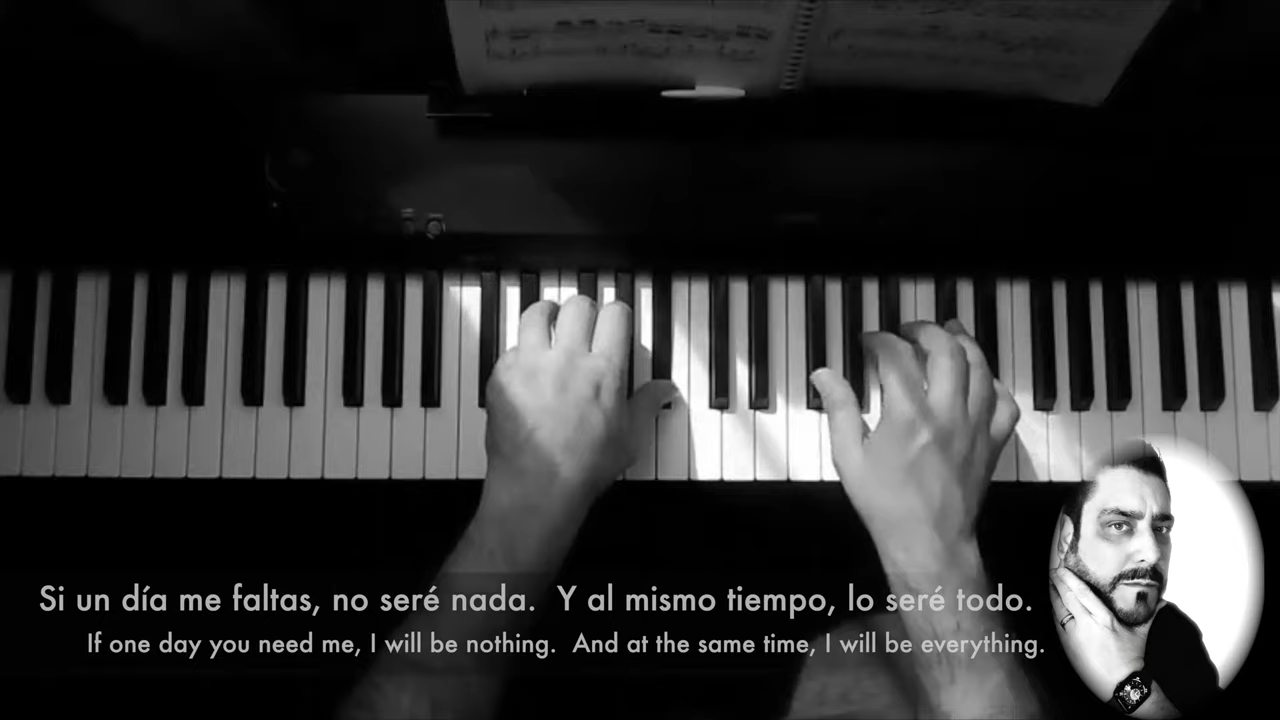 Si un día me faltas, no seré nada. Y al mismo tiempo, lo seré todo.
If one day you need me, I will be nothing. And at the same time, I will be everything.